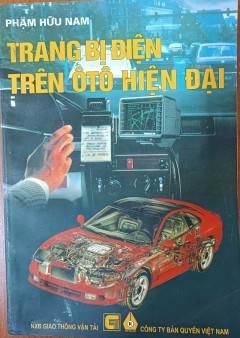 PHẠM HỮU NAM
TRANG BỊ ĐIỆN
TRÊN ÔTÔ HIỆN ĐẠI
NXB GIAO THÔNG VẬN TẢI
CÔNG TY BẢN QUYỀN VIỆT NAM